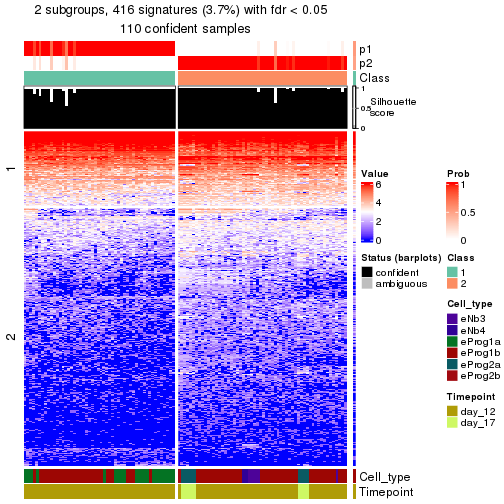 2 subgroups, 416 signatures (3.7%) with fdr < 0.05
110 confident samples
p1
p2
Class
1
0.5
0
Silhouette
score
1
2
Value
6
4
2
0
Prob
1
0.5
0
Status (barplots)
confident
ambiguous
Class
1
2
Cell_type
eNb3
eNb4
eProg1a
eProg1b
eProg2a
eProg2b
Timepoint
day_12
day_17
Cell_type
Timepoint